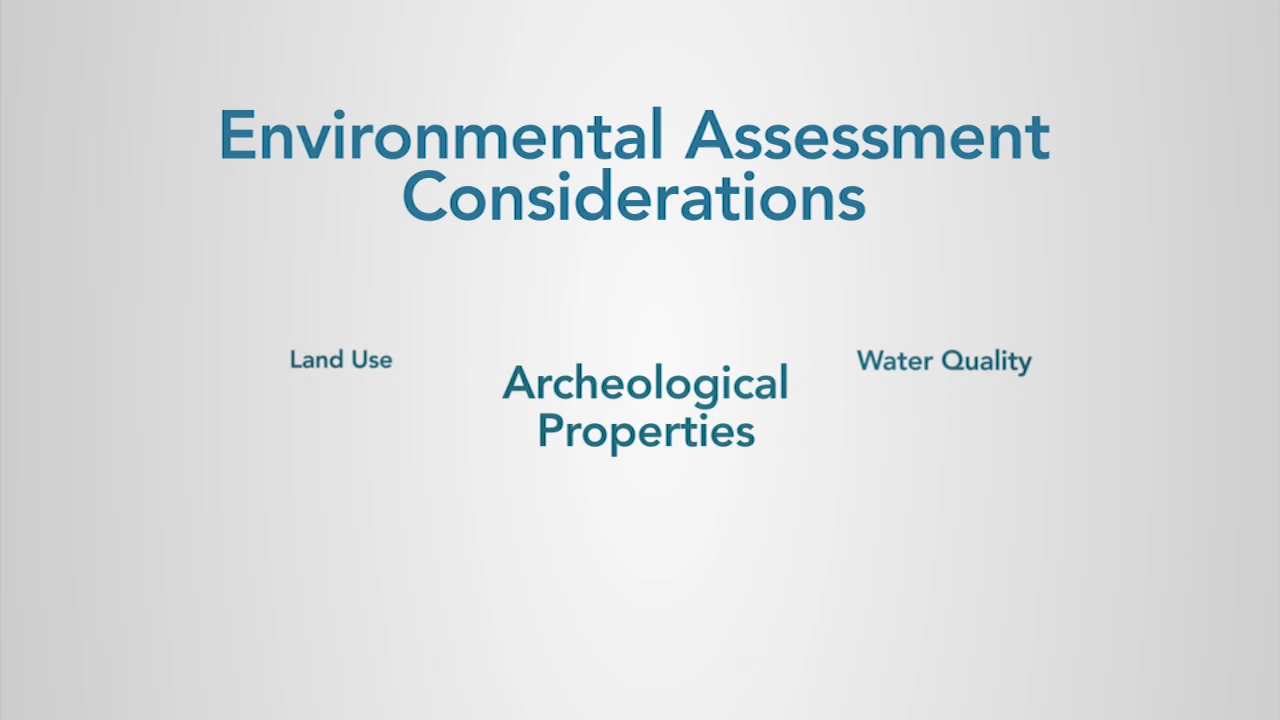 Environmental Assessment
Considerations
Land Use
Archeological
Properties
Water Quality